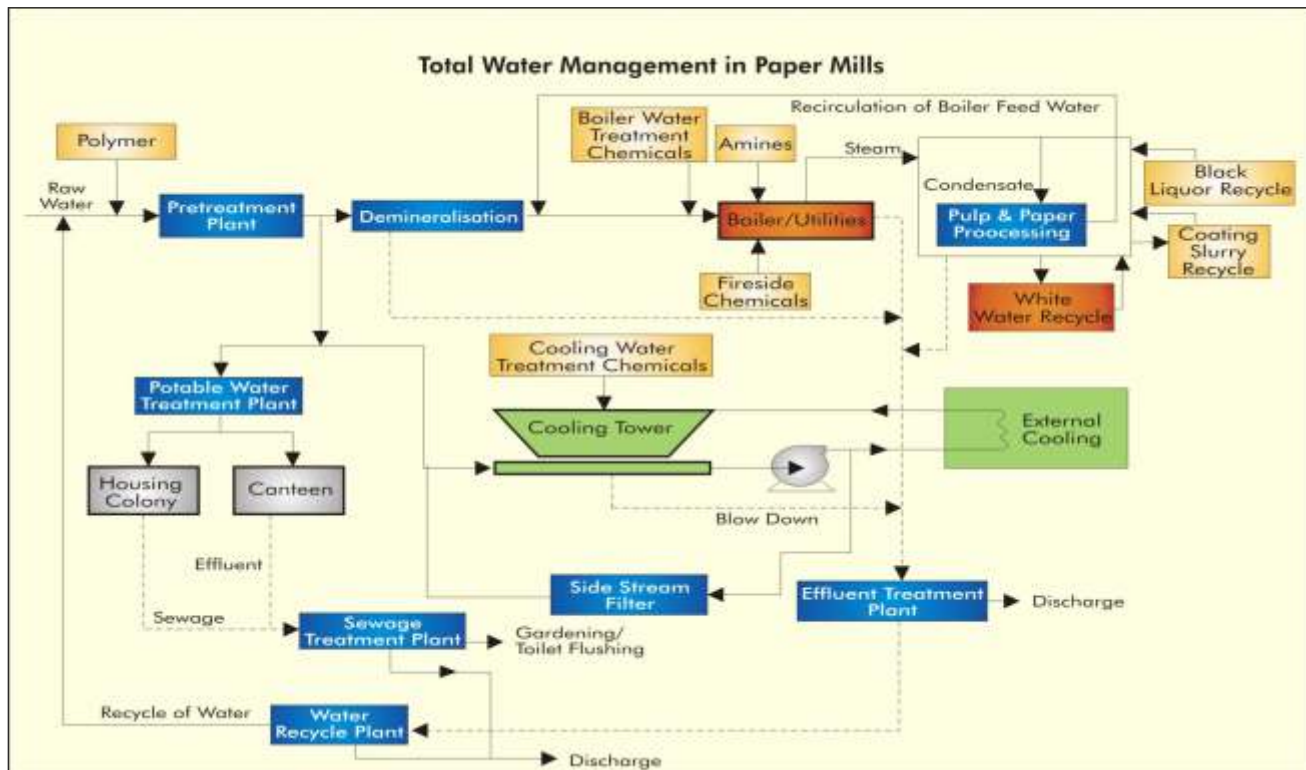 Total Water Management in Paper Mills
Recirculation of Boiler Feed Water
Polymer
Boiler Water
Treatment
Chemicals
Amines
Steam
Black
Liquor Recycle
Raw
Water
Pretreatment
Plant
Demineralisation
Boiler/Utilities
Condensate
Pulp & Paper
Proocessing
Coating
Slurry
Recycle
Fireside
Chemicals
White
Water Recycle
Cooling Water
Treatment Chemicals
Potable Water
Treatment Plant
Cooling Tower
External
Cooling
Housing
Colony
Canteen
Blow Down
Effluent
Side Stream
Filter
Effluent Treatment
Plant
Discharge
Sewage
Sewage
Treatment Plant
Gardening/
Toilet Flushing
Recycle of Water
Water
Recycle Plant
Discharge